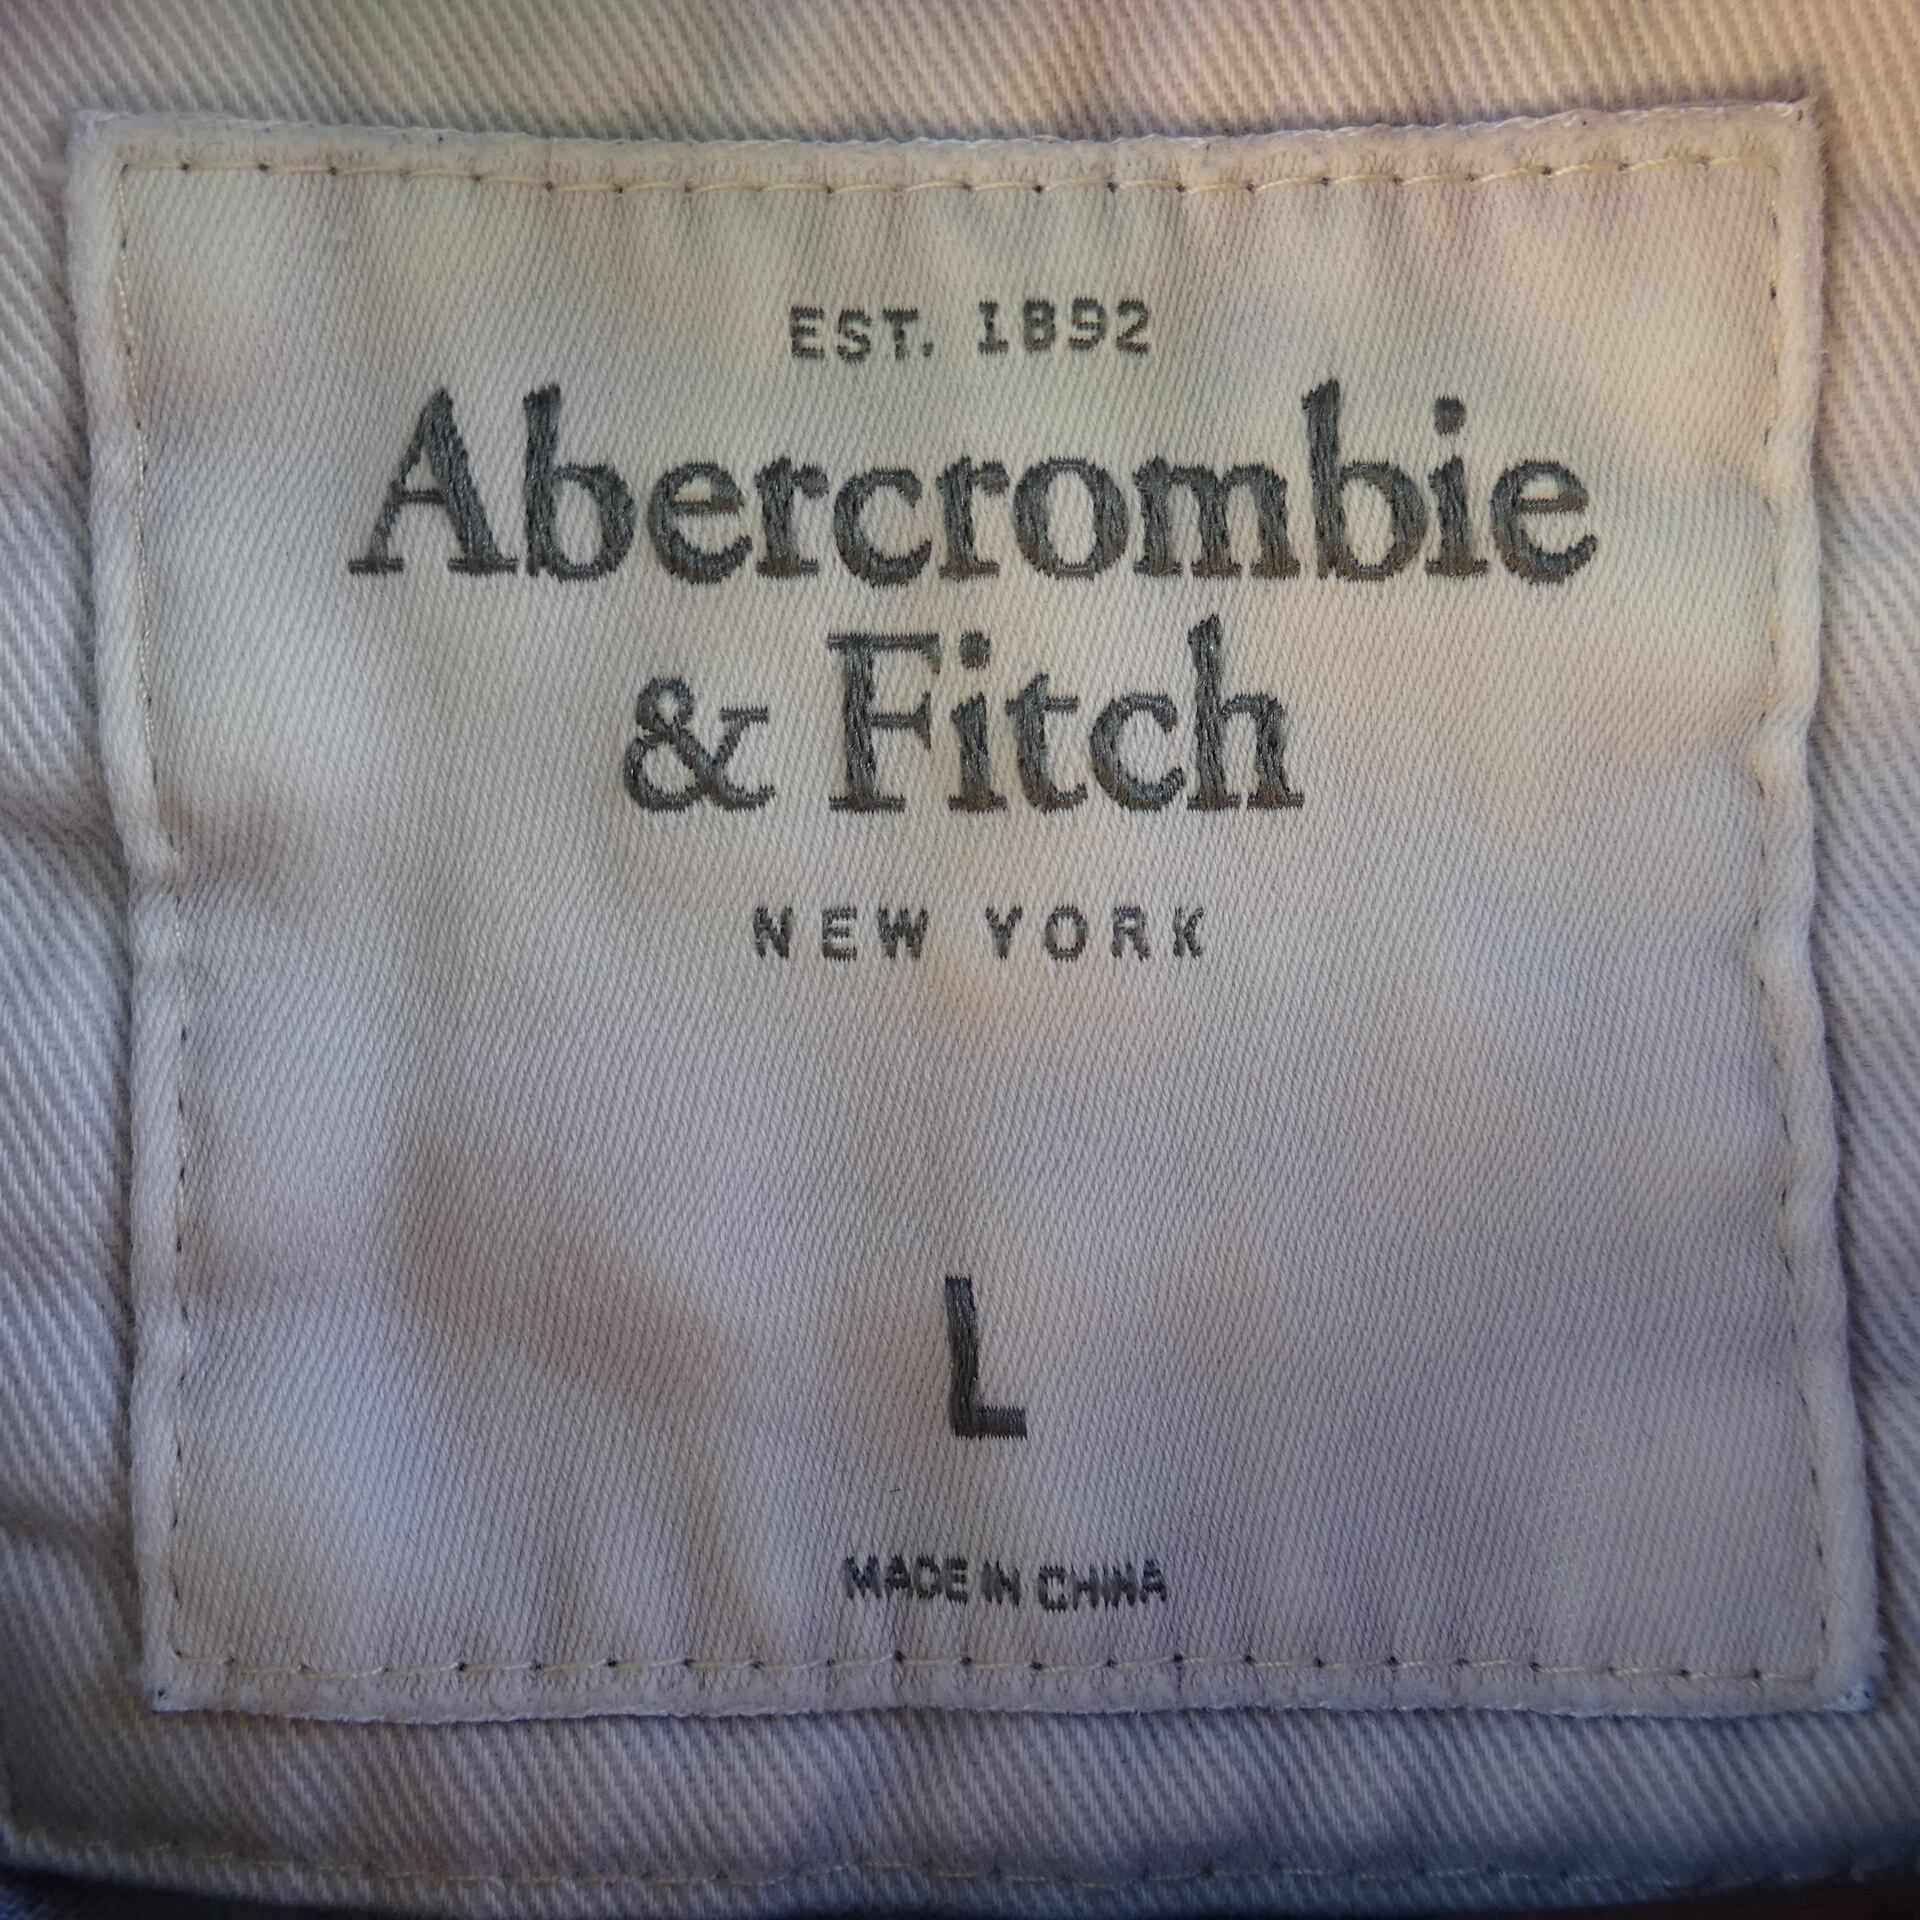 EST. 1892
Abercrombie
& Fitch
NEW YORK
L
MADE IN CHINA